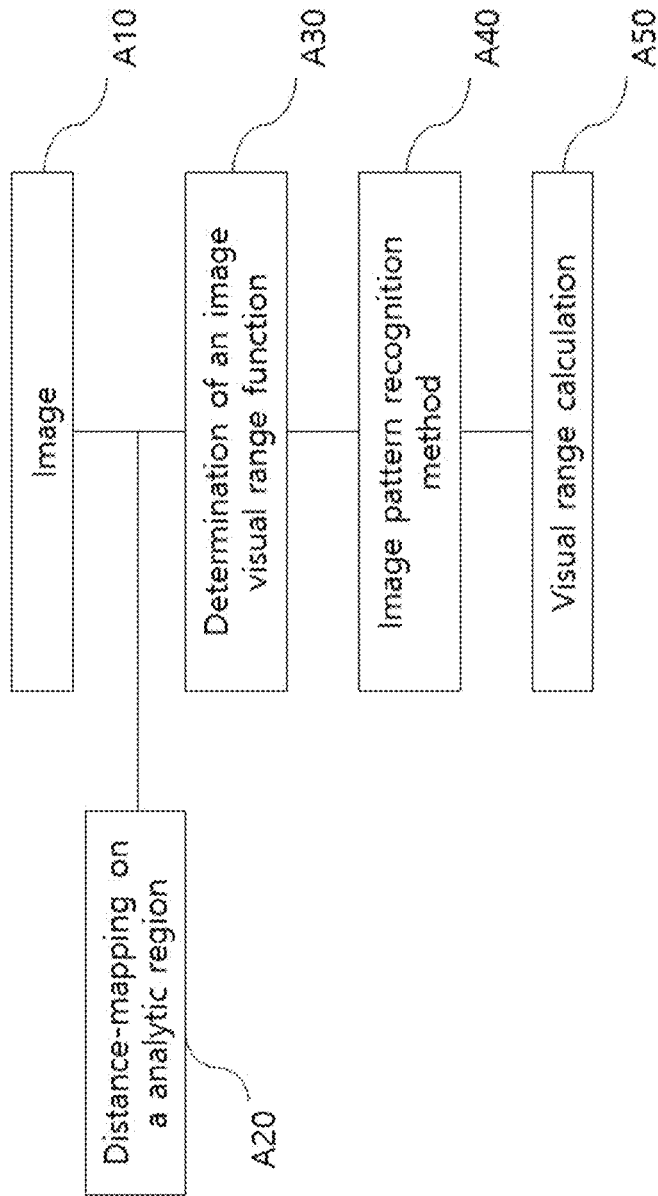 Image
A10
Distance-mapping on
a analytic region
A20
Determination of an image
visual range function
A30
Image pattern recognition
method
A40
Visual range calculation
A50